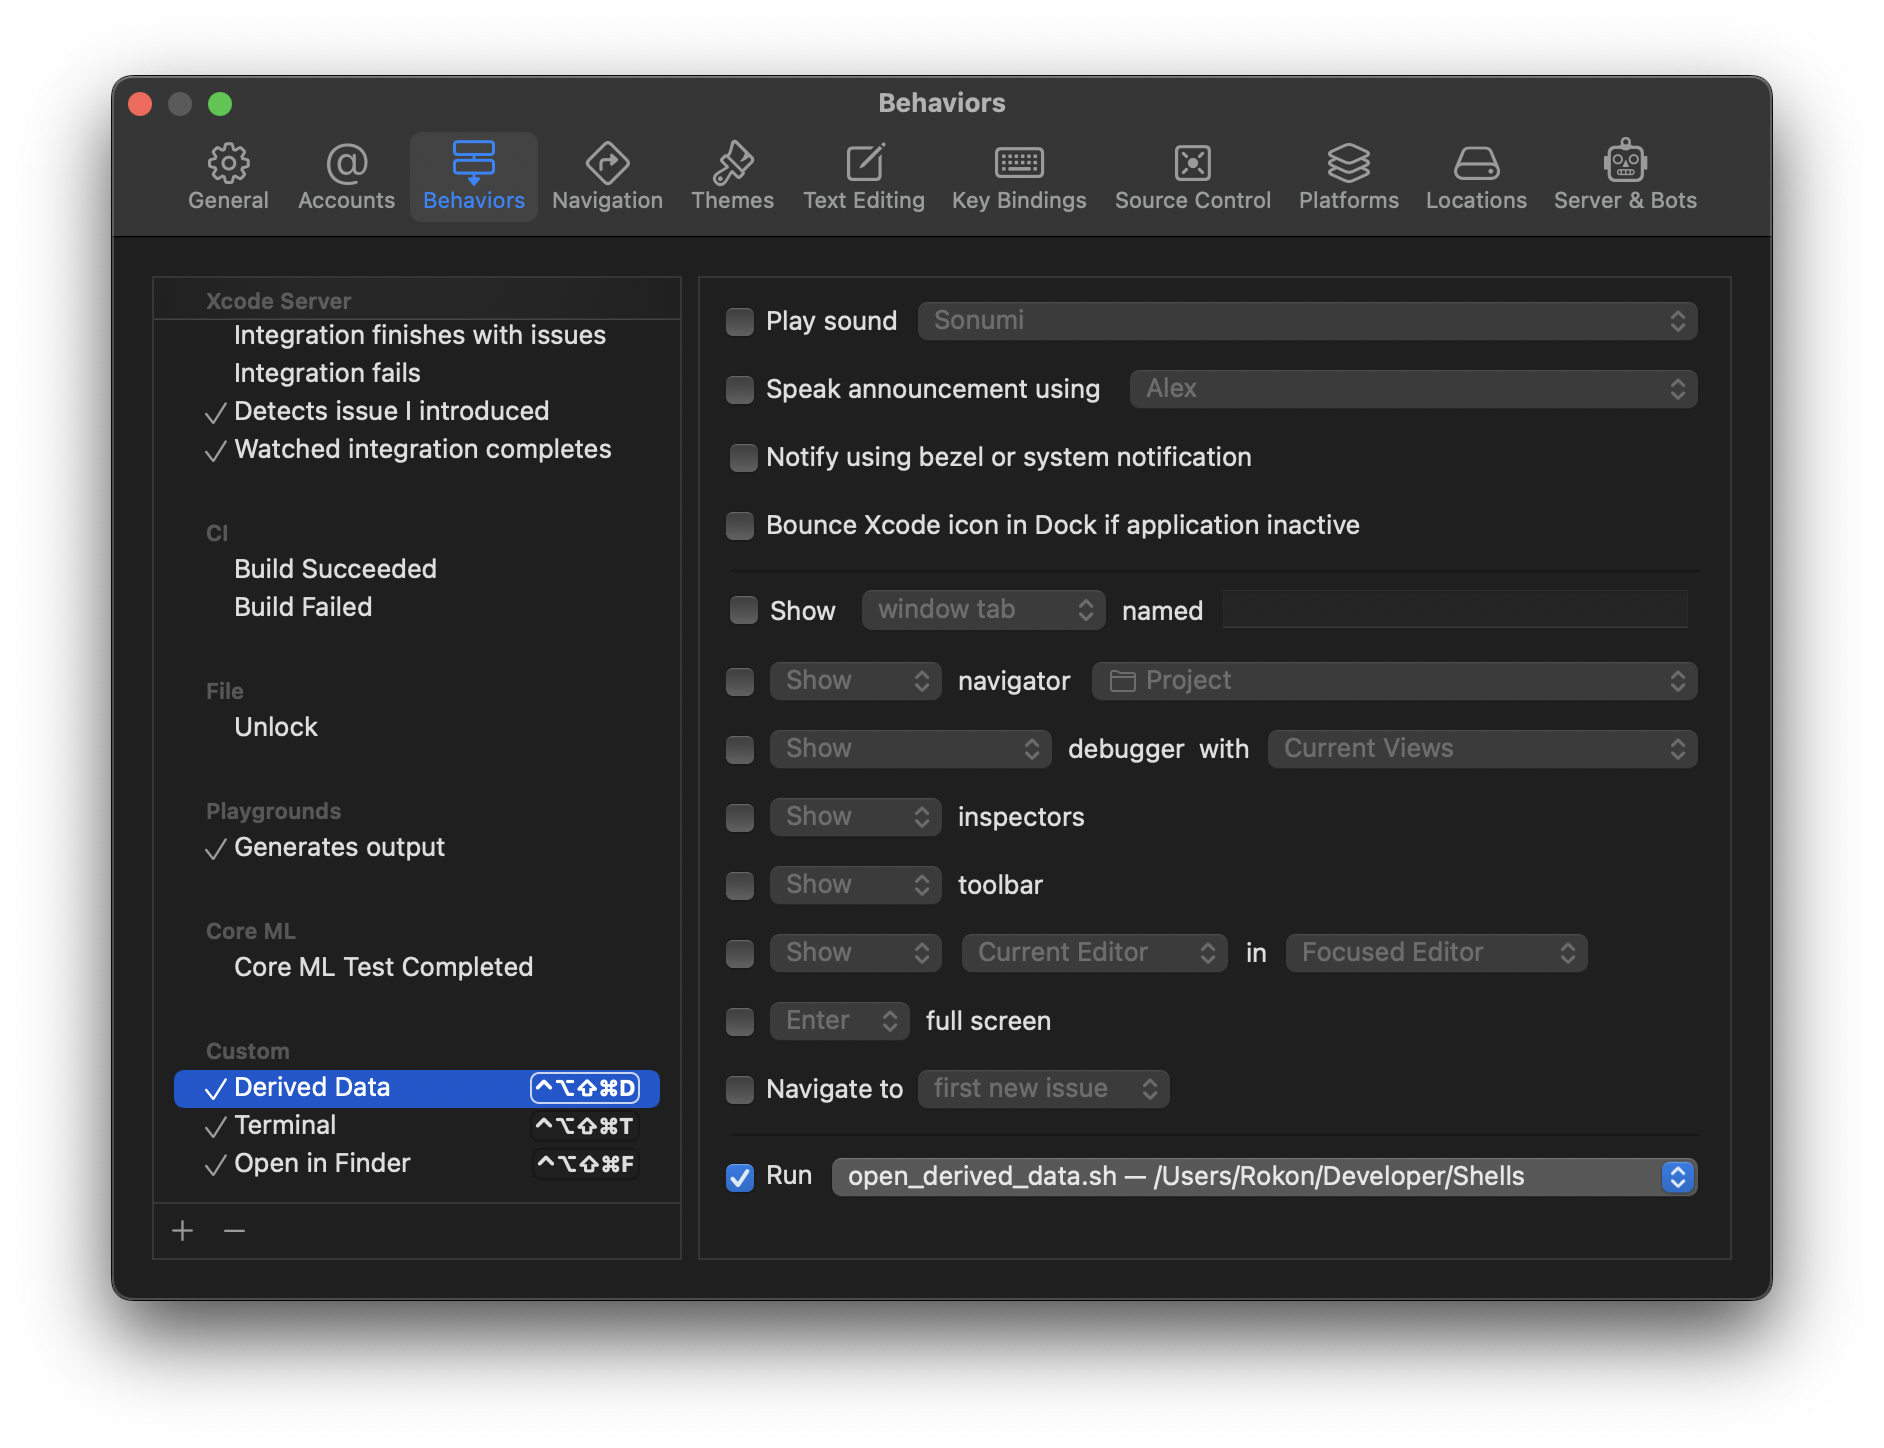 Behaviors
General
Accounts
Behaviors
Navigation
Themes
Text Editing
Key Bindings
Source Control
Platforms
Locations
Server & Bots
Xcode Server
Integration finishes with issues
Integration fails
✓ Detects issue I introduced
✓ Watched integration completes
CI
Build Succeeded
Build Failed
File
Unlock
Playgrounds
✓ Generates output
Core ML
Core ML Test Completed
Custom
✓ Derived Data ^⌥⇧⌘D
✓ Terminal ^⌥⇧⌘T
✓ Open in Finder ^⌥⇧⌘F
+ −
Play sound Sonumi
Speak announcement using Alex
Notify using bezel or system notification
Bounce Xcode icon in Dock if application inactive
Show window tab named
Show navigator Project
Show debugger with Current Views
Show inspectors
Show toolbar
Show Current Editor in Focused Editor
Enter full screen
Navigate to first new issue
Run open_derived_data.sh — /Users/Rokon/Developer/Shells